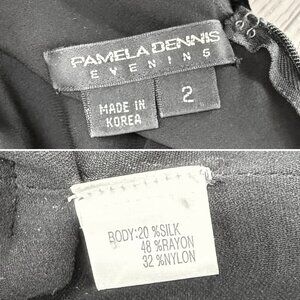 PAMELA DENNIS
EVENING
MADE IN
KOREA
2
BODY:20 %SILK
48 %RAYON
32 %NYLON